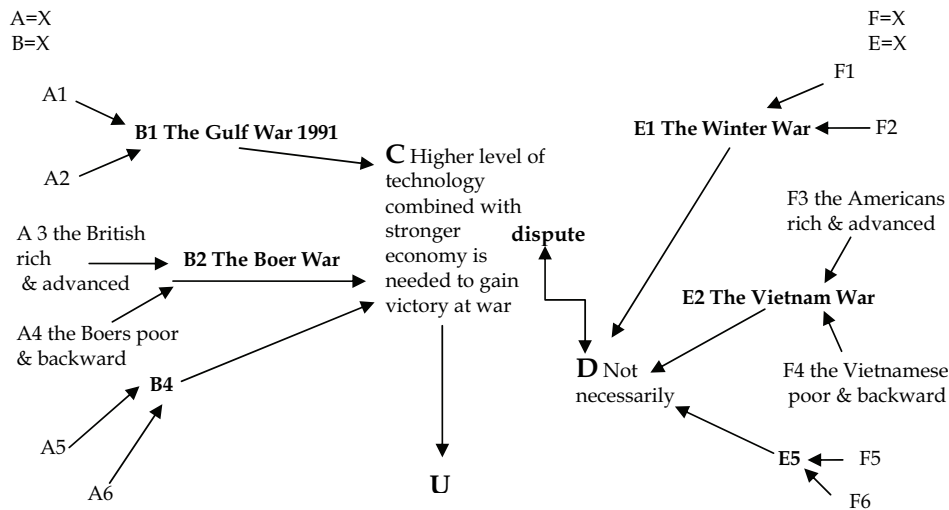 A=X
B=X
F=X
E=X
A1
A2
B1 The Gulf War 1991
A 3 the British
rich
& advanced
B2 The Boer War
A4 the Boers poor
& backward
B4
A5
A6
C Higher level of
technology
combined with
stronger
economy is
needed to gain
victory at war
U
dispute
D Not
necessarily
F1
E1 The Winter War
F2
F3 the Americans
rich & advanced
E2 The Vietnam War
F4 the Vietnamese
poor & backward
E5
F5
F6